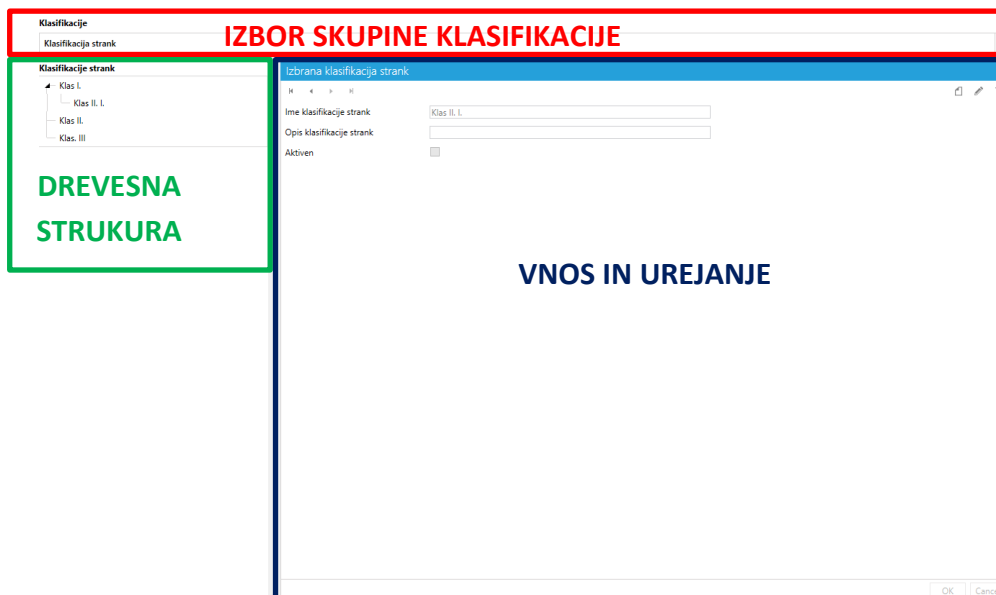 Klasifikacije
IZBOR SKUPINE KLASIFIKACIJE
Klasifikacija strank
Klasifikacije strank
Klas I.
Klas II. I.
Klas II.
Klas. III
DREVESNA
STRUKURA
Izbrana klasifikacija strank
Ime klasifikacije strank
Klas II. I.
Opis klasifikacije strank
Aktiven
VNOS IN UREJANJE
OK
Cance